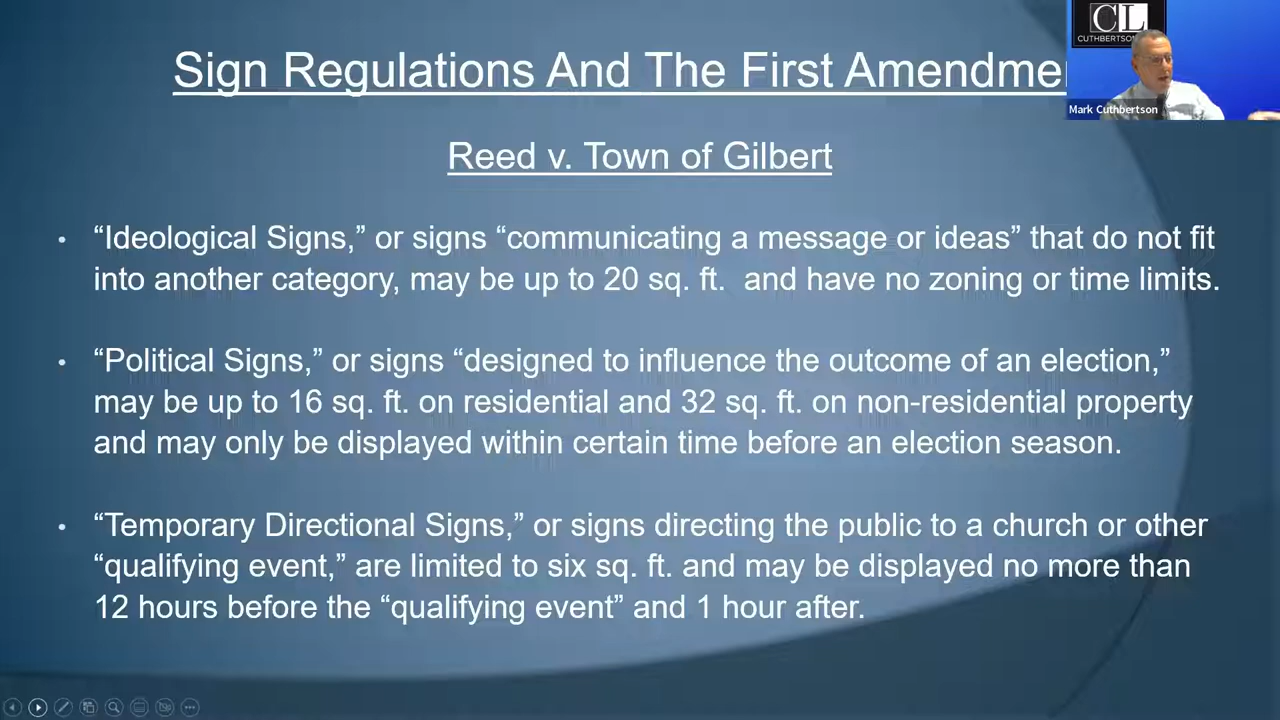 Sign Regulations And The First
CL
CUTHBERTSON
Mark Cuthbertson
Reed v. Town of Gilbert
• “Ideological Signs,” or signs “communicating a message or ideas” that do not fit
into another category, may be up to 20 sq. ft.  and have no zoning or time limits.
• “Political Signs,” or signs “designed to influence the outcome of an election,”
may be up to 16 sq. ft. on residential and 32 sq. ft. on non-residential property
and may only be displayed within certain time before an election season.
• “Temporary Directional Signs,” or signs directing the public to a church or other
“qualifying event,” are limited to six sq. ft. and may be displayed no more than
12 hours before the “qualifying event” and 1 hour after.